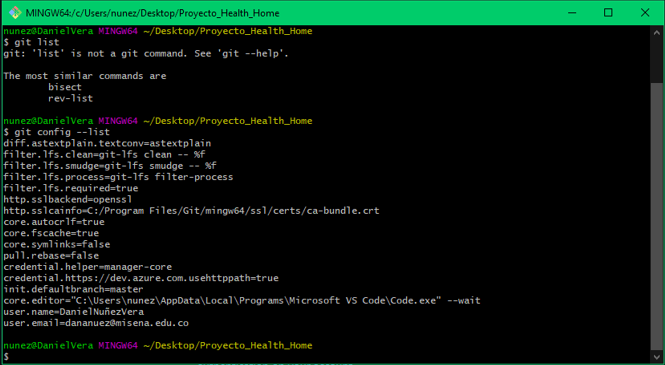 MINGW64:/c/Users/nunez/Desktop/Proyecto_Health_Home
nunez@DanielVera MINGW64 ~/Desktop/Proyecto_Health_Home
$ git list
git: 'list' is not a git command. See 'git --help'.
The most similar commands are
bisect
rev-list
nunez@DanielVera MINGW64 ~/Desktop/Proyecto_Health_Home
$ git config --list
diff.astextplain.textconv=astextplain
filter.lfs.clean=git-lfs clean -- %f
filter.lfs.smudge=git-lfs smudge -- %f
filter.lfs.process=git-lfs filter-process
filter.lfs.required=true
http.sslbackend=openssl
http.sslcainfo=C:/Program Files/Git/mingw64/ssl/certs/ca-bundle.crt
core.autocrlf=true
core.fscache=true
core.symlinks=false
pull.rebase=false
credential.helper=manager-core
credential.https://dev.azure.com.usehttppath=true
init.defaultbranch=master
core.editor="C:\Users\nunez\AppData\Local\Programs\Microsoft VS Code\Code.exe" --wait
user.name=DanielNuñezVera
user.email=dananuez@misena.edu.co
nunez@DanielVera MINGW64 ~/Desktop/Proyecto_Health_Home
$